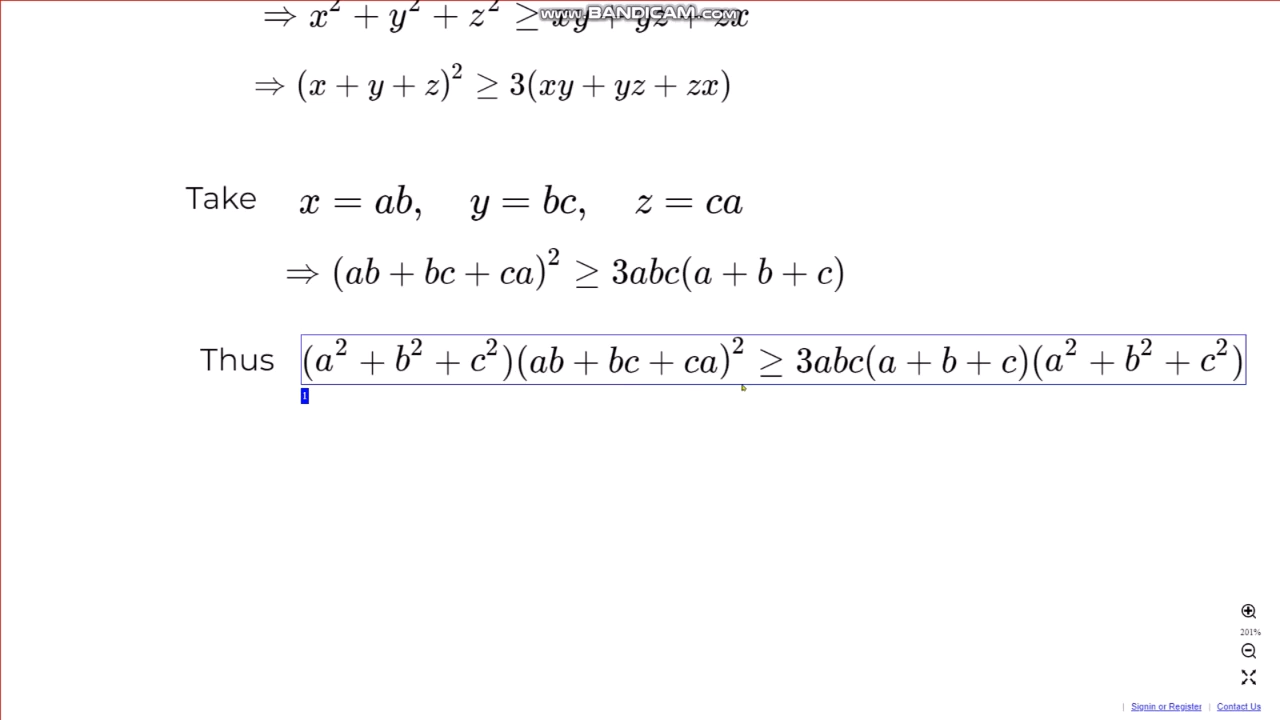 ⇒ x² + y² + z² ≥ xy + yz + zx
www.BANDICAM.com
⇒ (x + y + z)² ≥ 3(xy + yz + zx)
Take x = ab, y = bc, z = ca
⇒ (ab + bc + ca)² ≥ 3abc(a + b + c)
Thus (a² + b² + c²)(ab + bc + ca)² ≥ 3abc(a + b + c)(a² + b² + c²)
1
201%
| Signin or Register | Contact Us